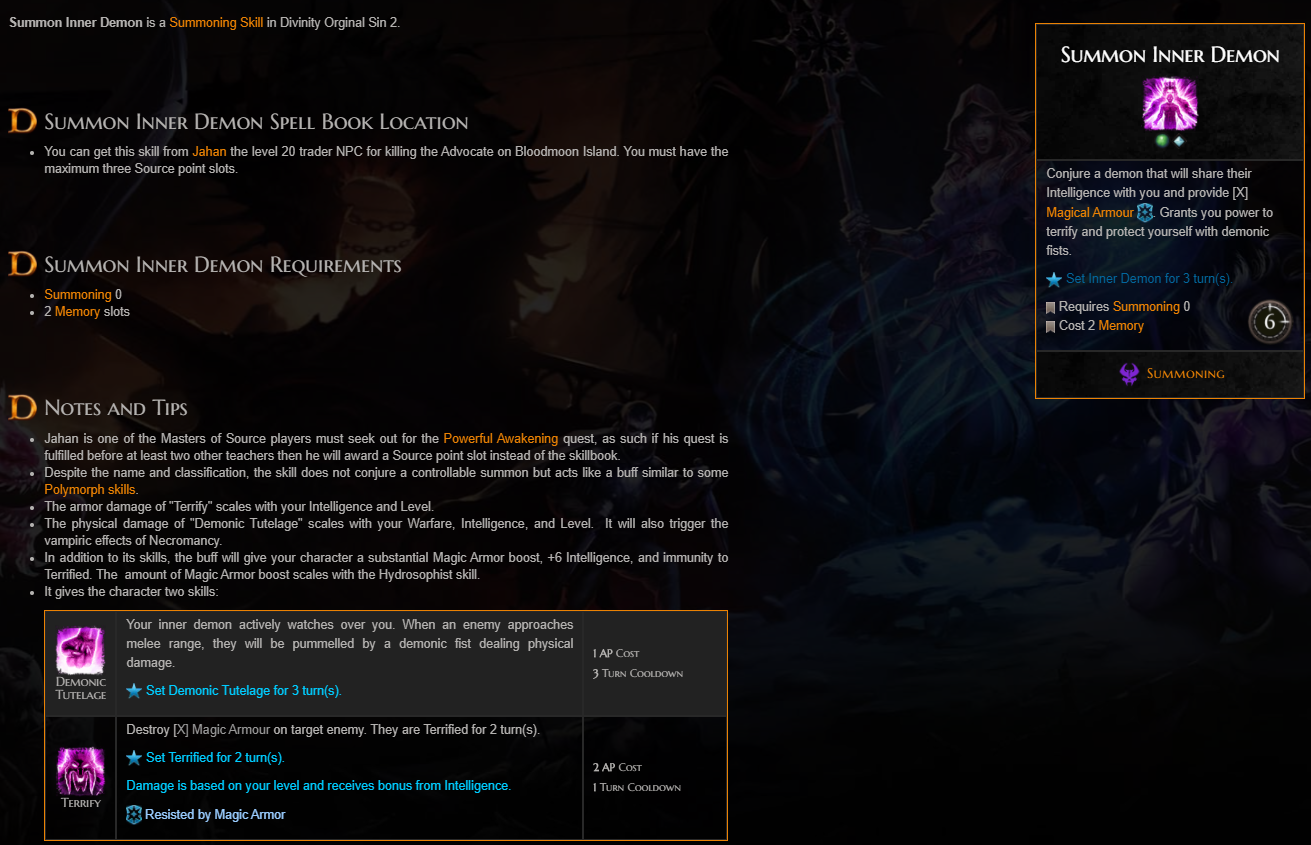 Summon Inner Demon is a Summoning Skill in Divinity Orginal Sin 2.
Summon Inner Demon Spell Book Location
You can get this skill from Jahan the level 20 trader NPC for killing the Advocate on Bloodmoon Island. You must have the
maximum three Source point slots.
Summon Inner Demon Requirements
Summoning 0
2 Memory slots
Notes and Tips
Jahan is one of the Masters of Source players must seek out for the Powerful Awakening quest, as such if his quest is
fulfilled before at least two other teachers then he will award a Source point slot instead of the skillbook.
Despite the name and classification, the skill does not conjure a controllable summon but acts like a buff similar to some
Polymorph skills.
The armor damage of "Terrify" scales with your Intelligence and Level.
The physical damage of "Demonic Tutelage" scales with your Warfare, Intelligence, and Level. It will also trigger the
vampiric effects of Necromancy.
In addition to its skills, the buff will give your character a substantial Magic Armor boost, +6 Intelligence, and immunity to
Terrified. The amount of Magic Armor boost scales with the Hydrosophist skill.
It gives the character two skills:
Demonic
Tutelage
Your inner demon actively watches over you. When an enemy approaches
melee range, they will be pummelled by a demonic fist dealing physical
damage.
Set Demonic Tutelage for 3 turn(s).
1 AP Cost
3 Turn Cooldown
Terrify
Destroy [X] Magic Armour on target enemy. They are Terrified for 2 turn(s).
Set Terrified for 2 turn(s).
Damage is based on your level and receives bonus from Intelligence.
Resisted by Magic Armor
2 AP Cost
1 Turn Cooldown
Summon Inner Demon
Conjure a demon that will share their
Intelligence with you and provide [X]
Magical Armour. Grants you power to
terrify and protect yourself with demonic
fists.
Set Inner Demon for 3 turn(s).
Requires Summoning 0
Cost 2 Memory
6
Summoning